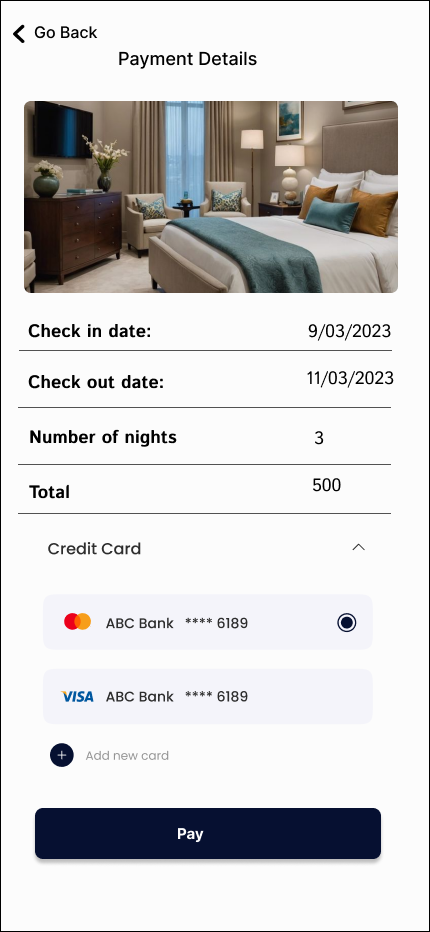 Go Back
Payment Details
Check in date: 9/03/2023
Check out date: 11/03/2023
Number of nights 3
Total 500
Credit Card
ABC Bank **** 6189
VISA ABC Bank **** 6189
+ Add new card
Pay